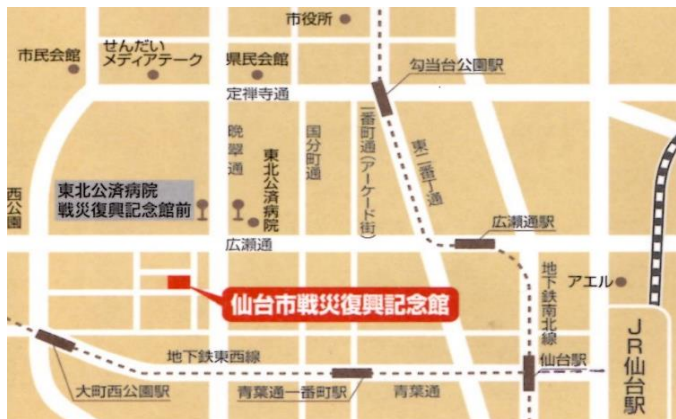 市役所
市民会館
せんだい
メディアテーク
県民会館
勾当台公園駅
定禅寺通
晩翠通
国分町通
一番町通(アーケード街)
東二番丁通
西公園
東北公済病院
戦災復興記念館前
東北公済病院
広瀬通
広瀬通駅
地下鉄南北線
アエル
仙台市戦災復興記念館
JR仙台駅
地下鉄東西線
仙台駅
大町西公園駅
青葉通一番町駅
青葉通